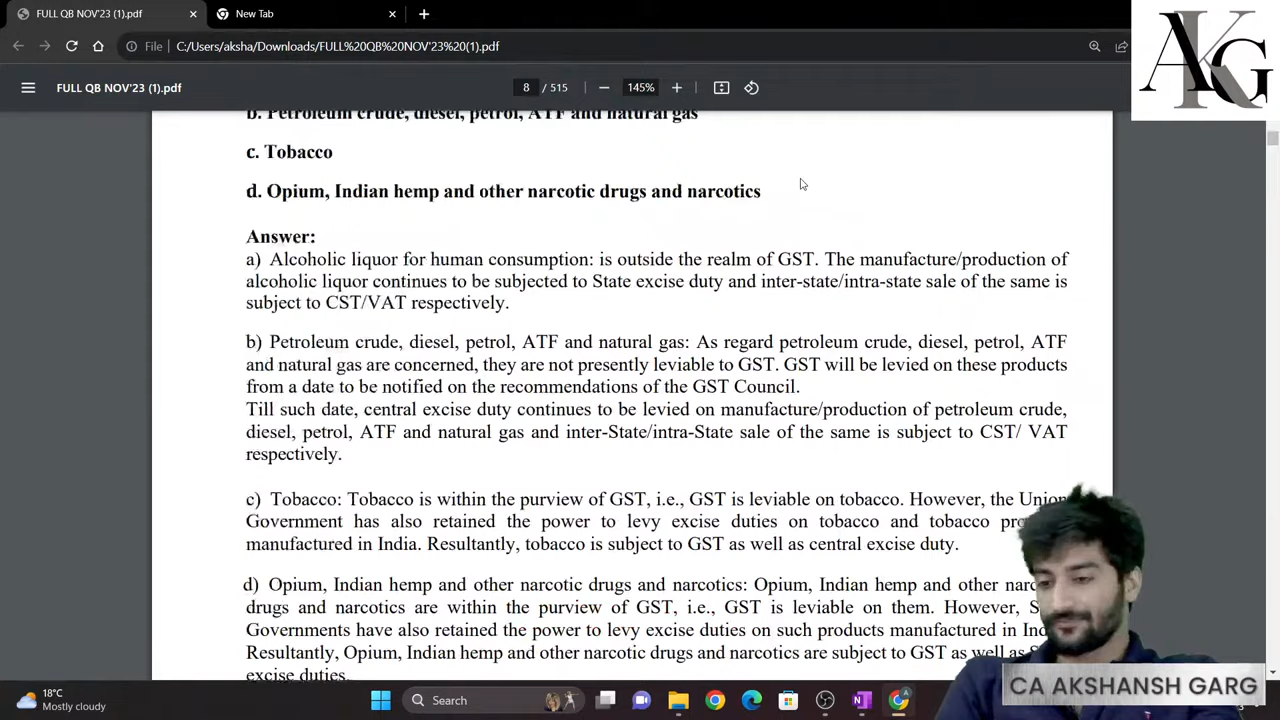 FULL QB NOV'23 (1).pdf
New Tab
File
C:/Users/aksha/Downloads/FULL%20QB%20NOV'23%20(1).pdf
FULL QB NOV'23 (1).pdf
8 / 515
145%
AKG
b. Petroleum crude, diesel, petrol, ATF and natural gas
c. Tobacco
d. Opium, Indian hemp and other narcotic drugs and narcotics
Answer:
a) Alcoholic liquor for human consumption: is outside the realm of GST. The manufacture/production of
alcoholic liquor continues to be subjected to State excise duty and inter-state/intra-state sale of the same is
subject to CST/VAT respectively.
b) Petroleum crude, diesel, petrol, ATF and natural gas: As regard petroleum crude, diesel, petrol, ATF
and natural gas are concerned, they are not presently leviable to GST. GST will be levied on these products
from a date to be notified on the recommendations of the GST Council.
Till such date, central excise duty continues to be levied on manufacture/production of petroleum crude,
diesel, petrol, ATF and natural gas and inter-State/intra-State sale of the same is subject to CST/ VAT
respectively.
c) Tobacco: Tobacco is within the purview of GST, i.e., GST is leviable on tobacco. However, the Union
Government has also retained the power to levy excise duties on tobacco and tobacco
manufactured in India. Resultantly, tobacco is subject to GST as well as central excise duty.
d) Opium, Indian hemp and other narcotic drugs and narcotics: Opium, Indian hemp and other
drugs and narcotics are within the purview of GST, i.e., GST is leviable on them. However,
Governments have also retained the power to levy excise duties on such products manufactured in
Resultantly, Opium, Indian hemp and other narcotic drugs and narcotics are subject to GST as well as
excise duties.
CA AKSHANSH GARG
18°C
Mostly cloudy
Search